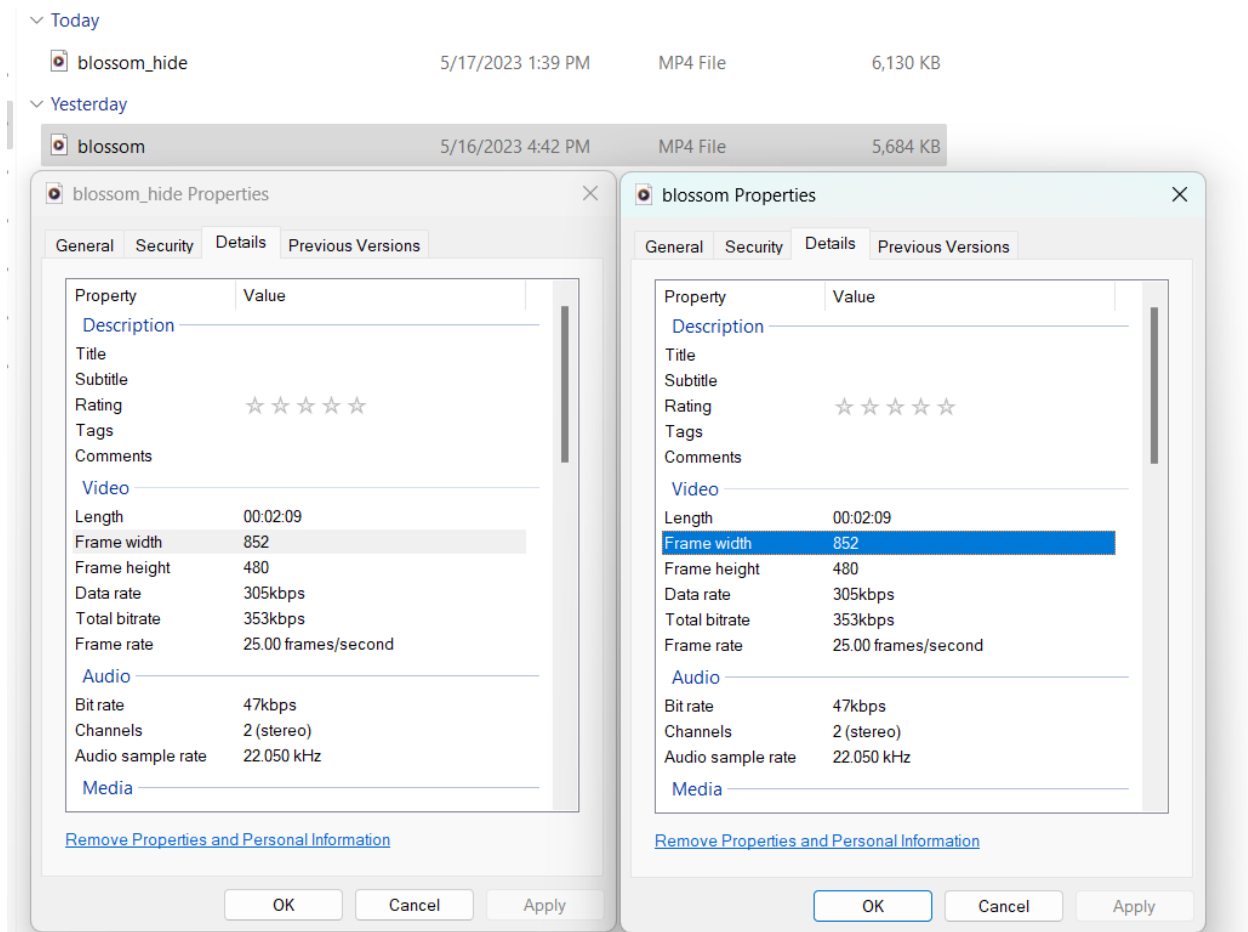 Today
blossom_hide 5/17/2023 1:39 PM MP4 File 6,130 KB
Yesterday
blossom 5/16/2023 4:42 PM MP4 File 5,684 KB
blossom_hide Properties
General Security Details Previous Versions
Property Value
Description
Title
Subtitle
Rating
Tags
Comments
Video
Length 00:02:09
Frame width 852
Frame height 480
Data rate 305kbps
Total bitrate 353kbps
Frame rate 25.00 frames/second
Audio
Bit rate 47kbps
Channels 2 (stereo)
Audio sample rate 22.050 kHz
Media
Remove Properties and Personal Information
OK Cancel Apply
blossom Properties
General Security Details Previous Versions
Property Value
Description
Title
Subtitle
Rating
Tags
Comments
Video
Length 00:02:09
Frame width 852
Frame height 480
Data rate 305kbps
Total bitrate 353kbps
Frame rate 25.00 frames/second
Audio
Bit rate 47kbps
Channels 2 (stereo)
Audio sample rate 22.050 kHz
Media
Remove Properties and Personal Information
OK Cancel Apply